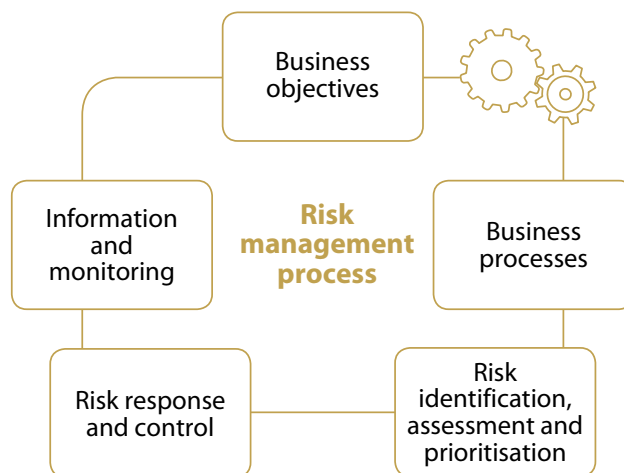 Business
objectives
Information
and
monitoring
Risk
management
process
Business
processes
Risk response
and control
Risk
identification,
assessment and
prioritisation